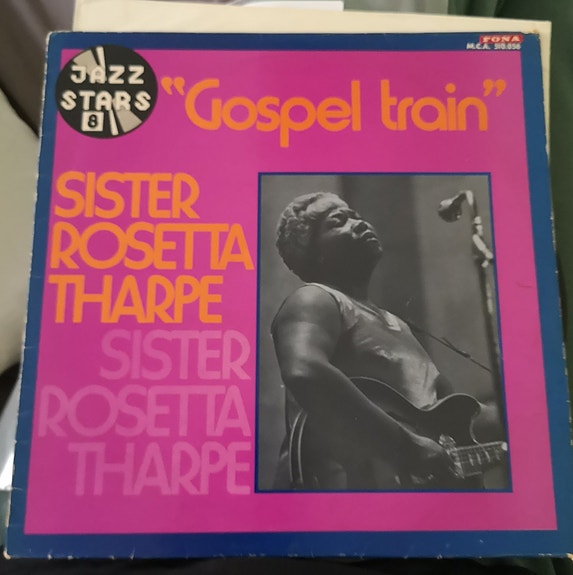 FONA
M.C.A. 510.056
JAZZ
STARS
8
"Gospel train"
SISTER
ROSETTA
THARPE
SISTER
ROSETTA
THARPE